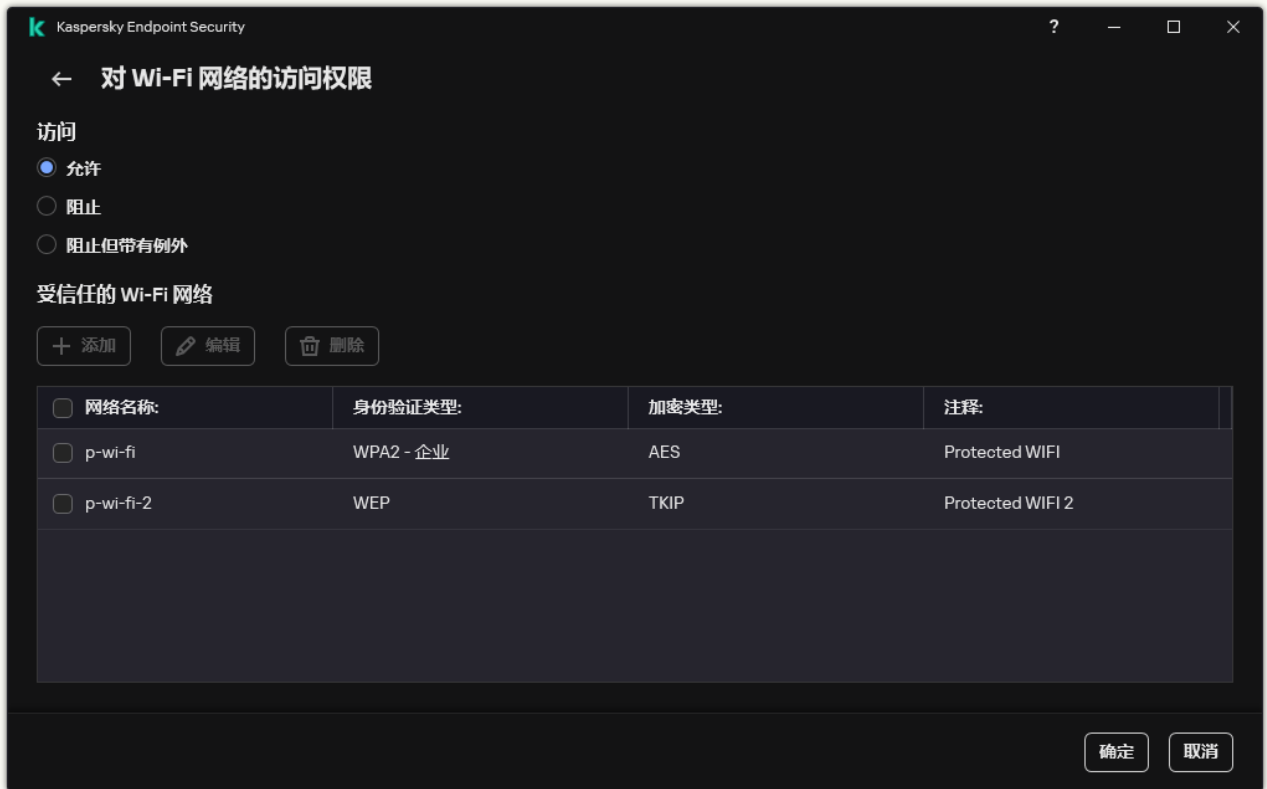 Kaspersky Endpoint Security
对 Wi-Fi 网络的访问权限
访问
允许
阻止
阻止但带有例外
受信任的 Wi-Fi 网络
添加 编辑 删除
网络名称: 身份验证类型: 加密类型: 注释:
p-wi-fi WPA2 - 企业 AES Protected WIFI
p-wi-fi-2 WEP TKIP Protected WIFI 2
确定 取消